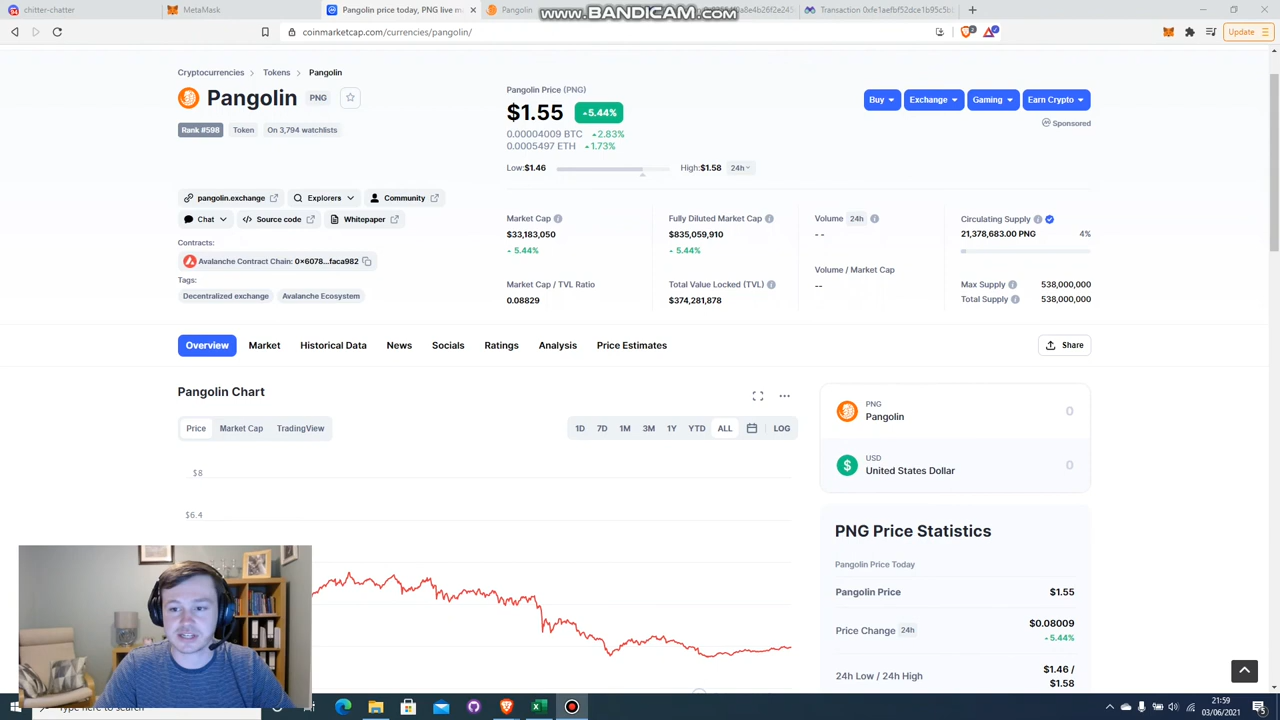 chitter-chatter
MetaMask
Pangolin price today, PNG live m
Pangolin
www.BANDICAM.com
Transaction 0xfe1aefbf52dce1b95c5b
coinmarketcap.com/currencies/pangolin/
Update
Cryptocurrencies > Tokens > Pangolin
Pangolin PNG
Rank #598 Token On 3,794 watchlists
Pangolin Price (PNG)
$1.55 5.44%
0.00004009 BTC 2.83%
0.0005497 ETH 1.73%
Low:$1.46 High:$1.58 24h
Buy Exchange Gaming Earn Crypto
Sponsored
pangolin.exchange Explorers Community
Chat Source code Whitepaper
Contracts:
Avalanche Contract Chain: 0x6078...faca982
Tags:
Decentralized exchange Avalanche Ecosystem
Market Cap
$33,183,050
5.44%
Market Cap / TVL Ratio
0.08829
Fully Diluted Market Cap
$835,059,910
5.44%
Total Value Locked (TVL)
$374,281,878
Volume 24h
- -
Volume / Market Cap
--
Circulating Supply
21,378,683.00 PNG 4%
Max Supply 538,000,000
Total Supply 538,000,000
Overview Market Historical Data News Socials Ratings Analysis Price Estimates Share
Pangolin Chart
Price Market Cap TradingView
1D 7D 1M 3M 1Y YTD ALL LOG
$8
$6.4
PNG
Pangolin 0
USD
United States Dollar 0
PNG Price Statistics
Pangolin Price Today
Pangolin Price $1.55
Price Change 24h $0.08009
5.44%
24h Low / 24h High $1.46 /
$1.58
Type here to search
21:59
03/06/2021